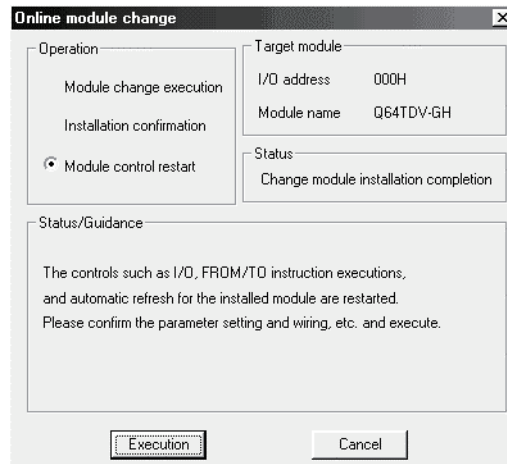 Online module change
Operation
Module change execution
Installation confirmation
Module control restart
Target module
I/O address 000H
Module name Q64TDV-GH
Status
Change module installation completion
Status/Guidance
The controls such as I/O, FROM/TO instruction executions,
and automatic refresh for the installed module are restarted.
Please confirm the parameter setting and wiring, etc. and execute.
Execution
Cancel